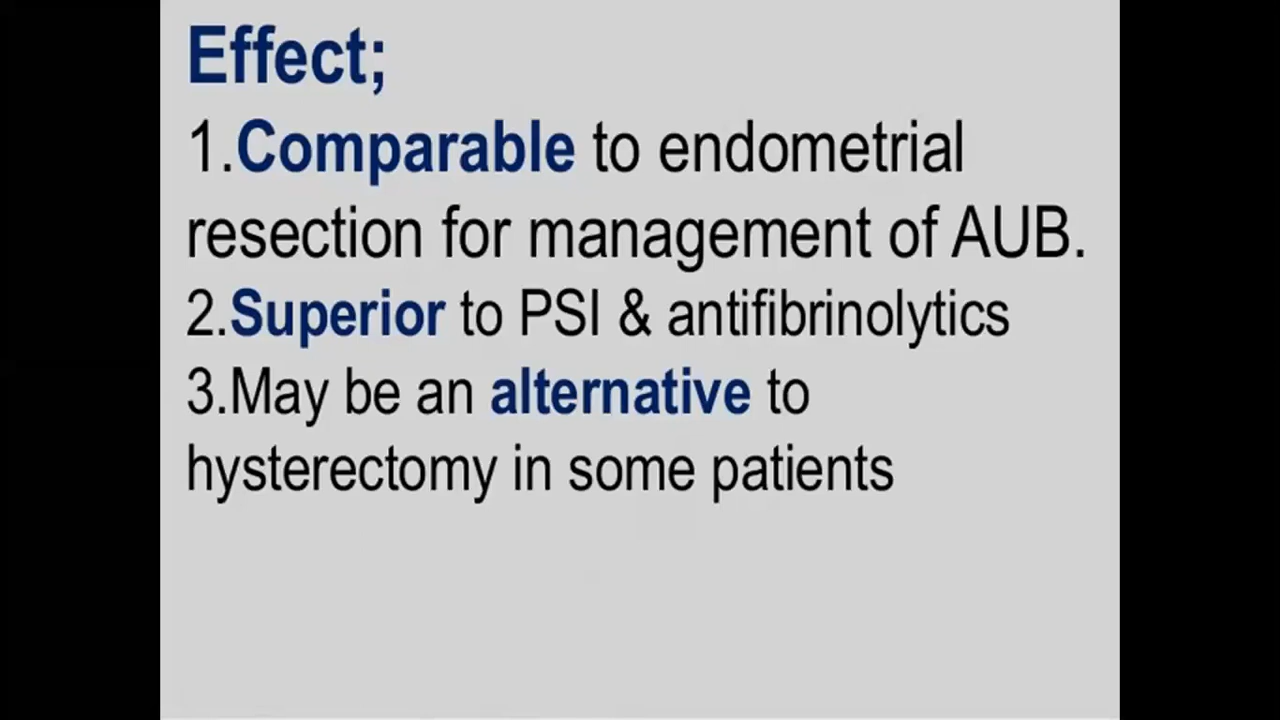 Effect;
1.Comparable to endometrial
resection for management of AUB.
2.Superior to PSI & antifibrinolytics
3.May be an alternative to
hysterectomy in some patients